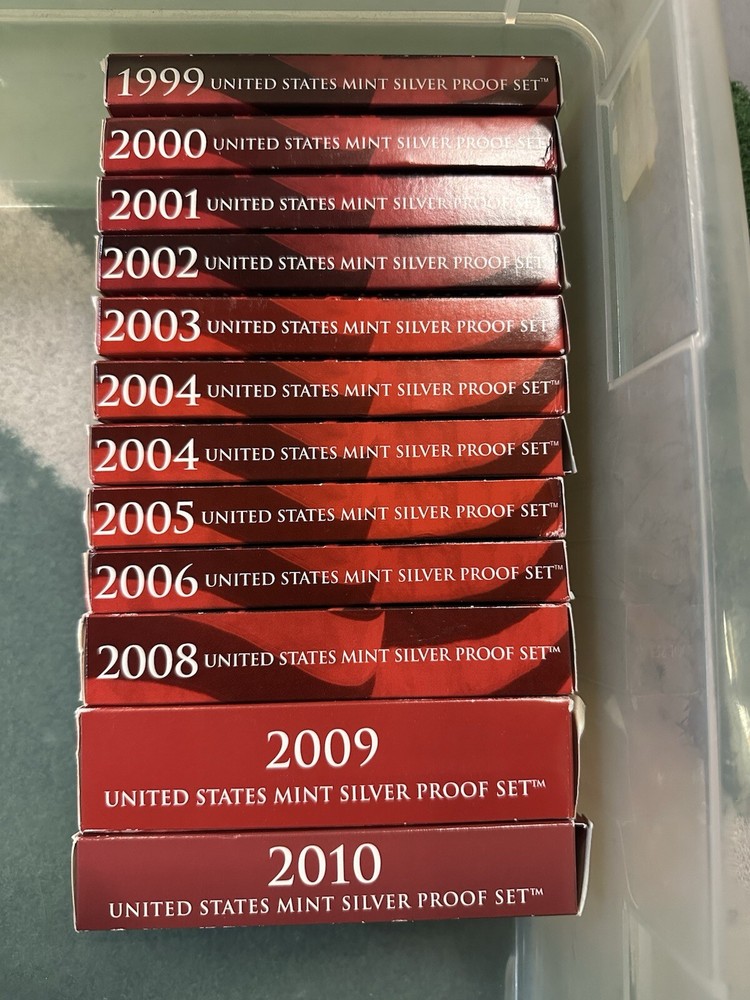 1999 UNITED STATES MINT SILVER PROOF SET™
2000 UNITED STATES MINT SILVER PROOF SET
2001 UNITED STATES MINT SILVER PROOF SET
2002 UNITED STATES MINT SILVER PROOF SET
2003 UNITED STATES MINT SILVER PROOF SET
2004 UNITED STATES MINT SILVER PROOF SET™
2004 UNITED STATES MINT SILVER PROOF SET™
2005 UNITED STATES MINT SILVER PROOF SET™
2006 UNITED STATES MINT SILVER PROOF SET™
2008 UNITED STATES MINT SILVER PROOF SET™
2009
UNITED STATES MINT SILVER PROOF SET™
2010
UNITED STATES MINT SILVER PROOF SET™